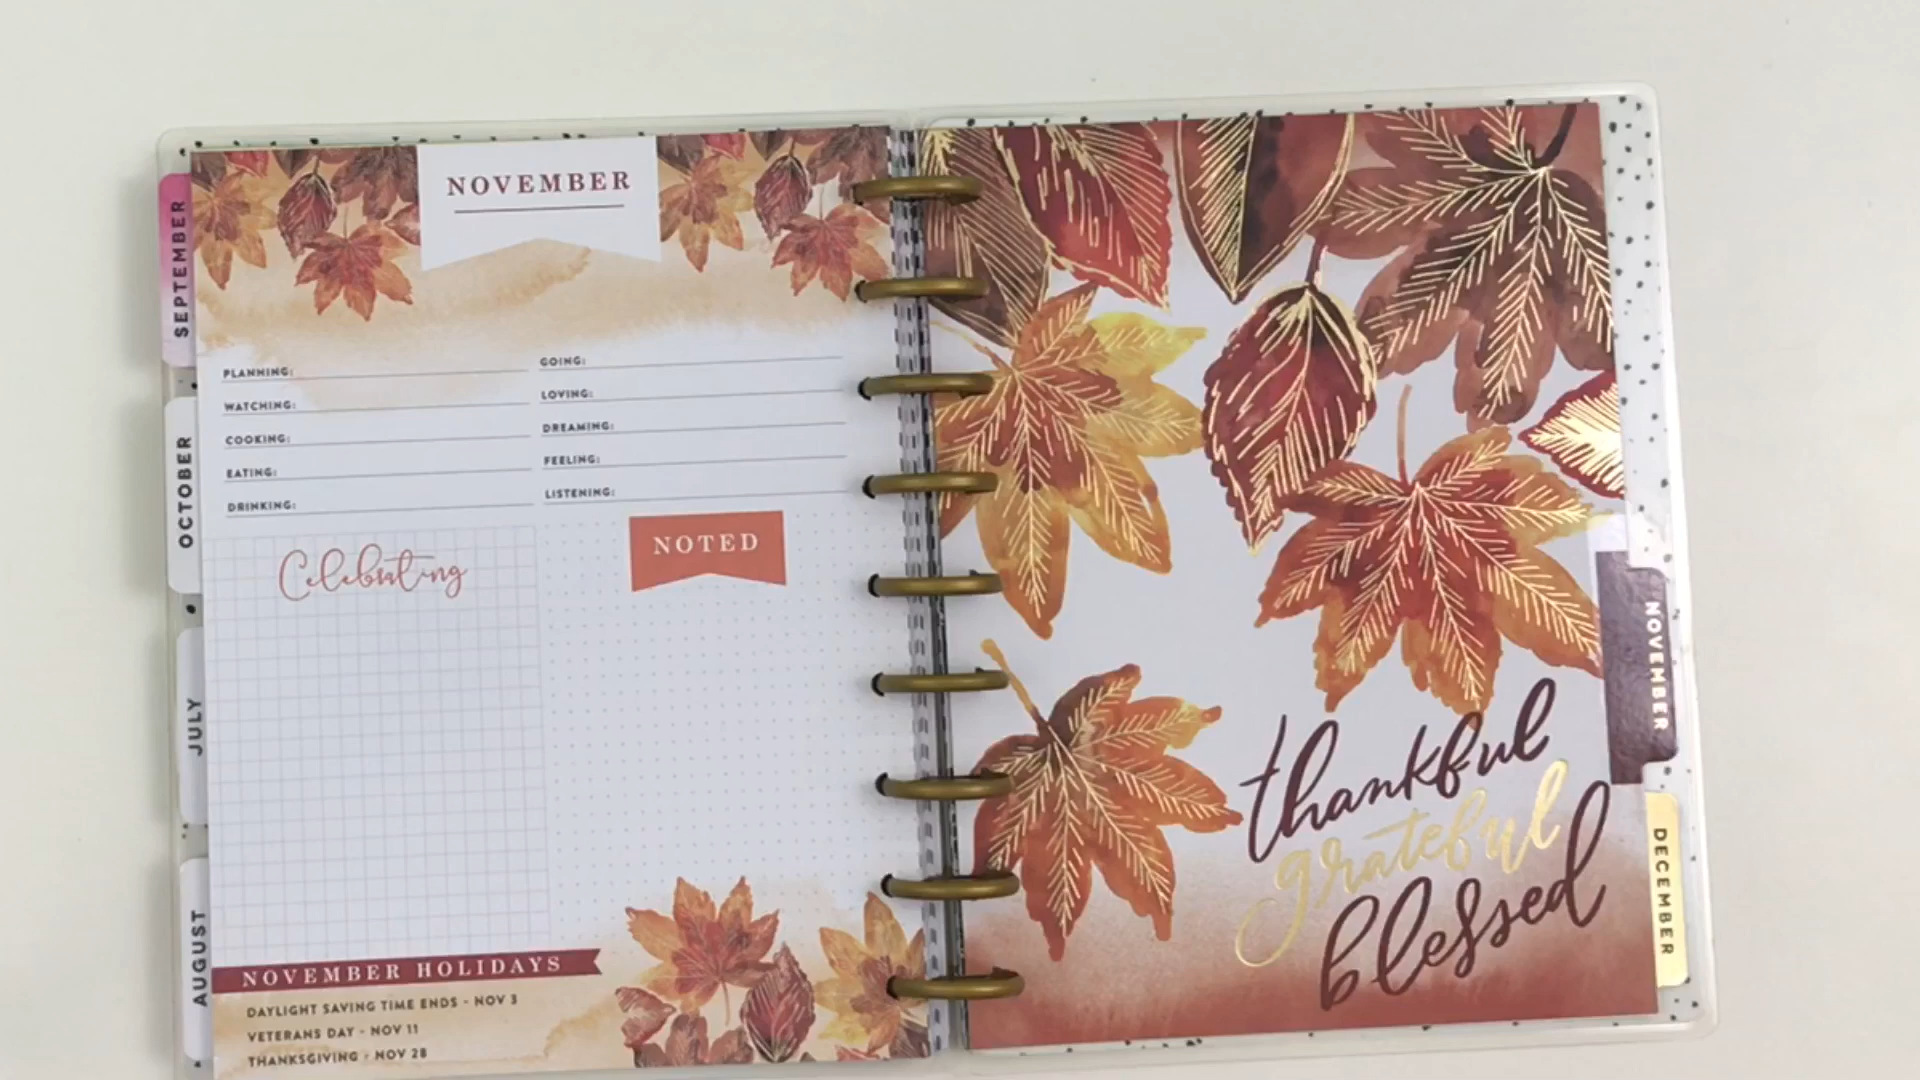 NOVEMBER
PLANNING:
WATCHING:
COOKING:
EATING:
DRINKING:
GOING:
LOVING:
DREAMING:
FEELING:
LISTENING:
Celebrating
NOTED
NOVEMBER HOLIDAYS
DAYLIGHT SAVING TIME ENDS - NOV 3
VETERANS DAY - NOV 11
THANKSGIVING - NOV 28
SEPTEMBER
OCTOBER
JULY
AUGUST
thankful
grateful
blessed
NOVEMBER
DECEMBER